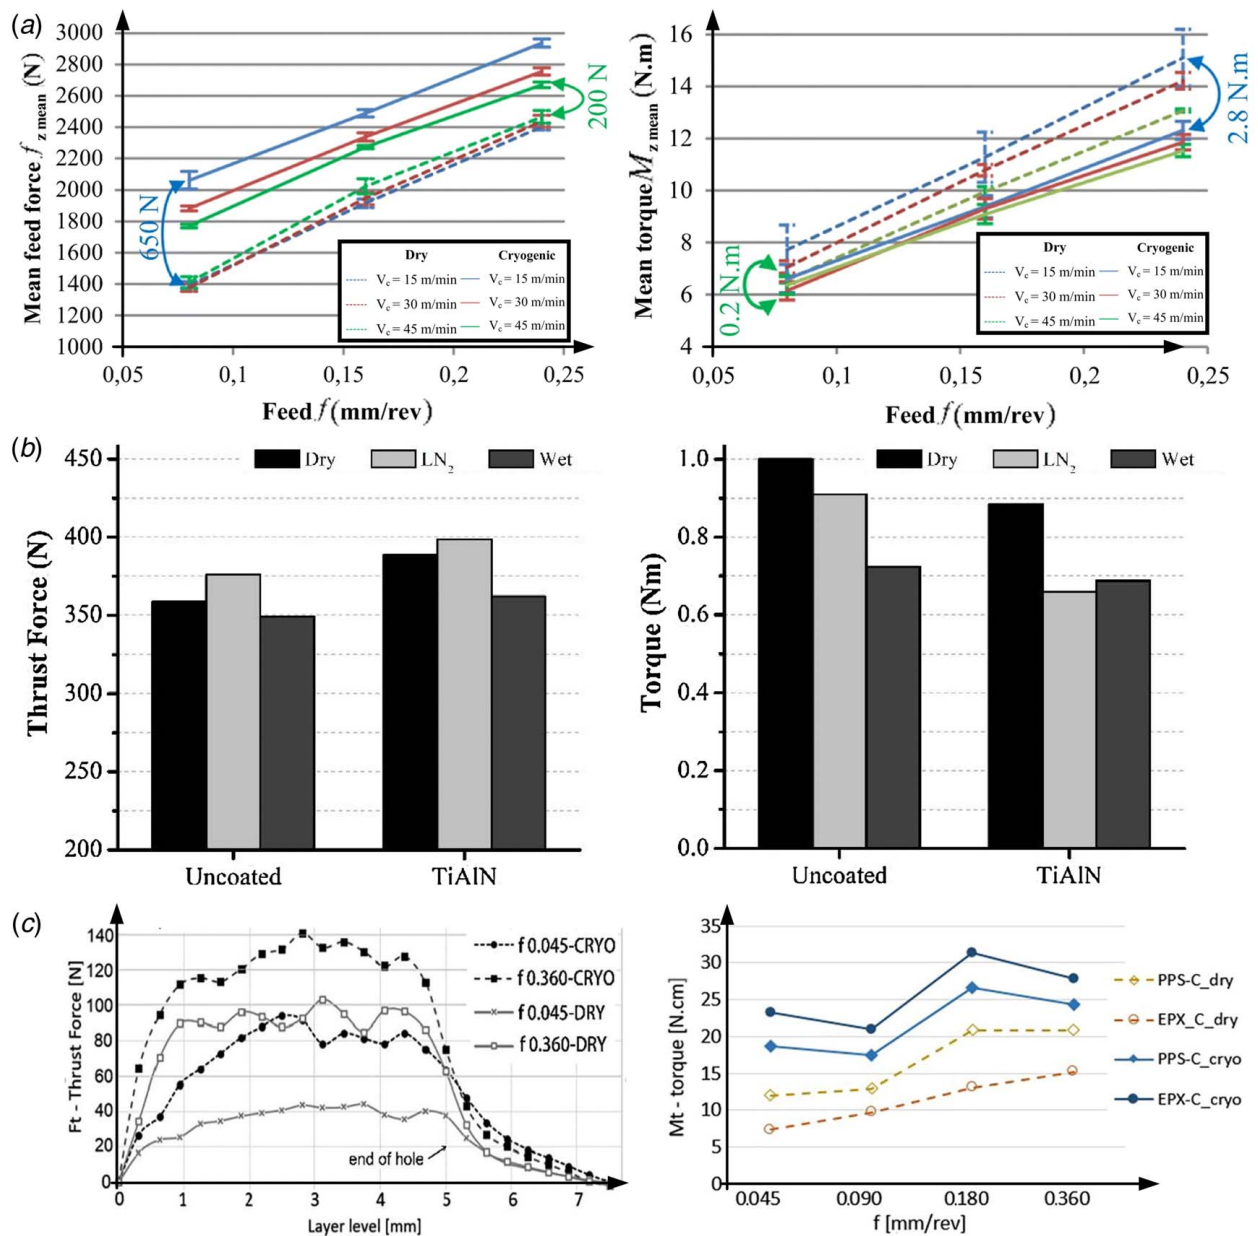 (a)
Mean feed force f z mean (N)
3000
2800
2600
2400
2200
2000
1800
1600
1400
1200
1000
650 N
200 N
Dry Cryogenic
Vc = 15 m/min Vc = 15 m/min
Vc = 30 m/min Vc = 30 m/min
Vc = 45 m/min Vc = 45 m/min
0,05 0,1 0,15 0,2 0,25
Feed f (mm/rev)
Mean torque M z mean (N.m)
16
14
12
10
8
6
4
2.8 N.m
0.2 N.m
Dry Cryogenic
Vc = 15 m/min Vc = 15 m/min
Vc = 30 m/min Vc = 30 m/min
Vc = 45 m/min Vc = 45 m/min
0,05 0,1 0,15 0,2 0,25
Feed f (mm/rev)
(b)
Thrust Force (N)
450
400
350
300
250
200
Dry LN2 Wet
Uncoated TiAlN
Torque (Nm)
1.0
0.8
0.6
0.4
0.2
0.0
Dry LN2 Wet
Uncoated TiAlN
(c)
Ft - Thrust Force [N]
140
120
100
80
60
40
20
0
f 0.045-CRYO
f 0.360-CRYO
f 0.045-DRY
f 0.360-DRY
end of hole
0 1 2 3 4 5 6 7
Layer level [mm]
Mt - torque [N.cm]
35
30
25
20
15
10
5
0
PPS-C_dry
EPX_C_dry
PPS-C_cryo
EPX-C_cryo
0.045 0.090 0.180 0.360
f [mm/rev]